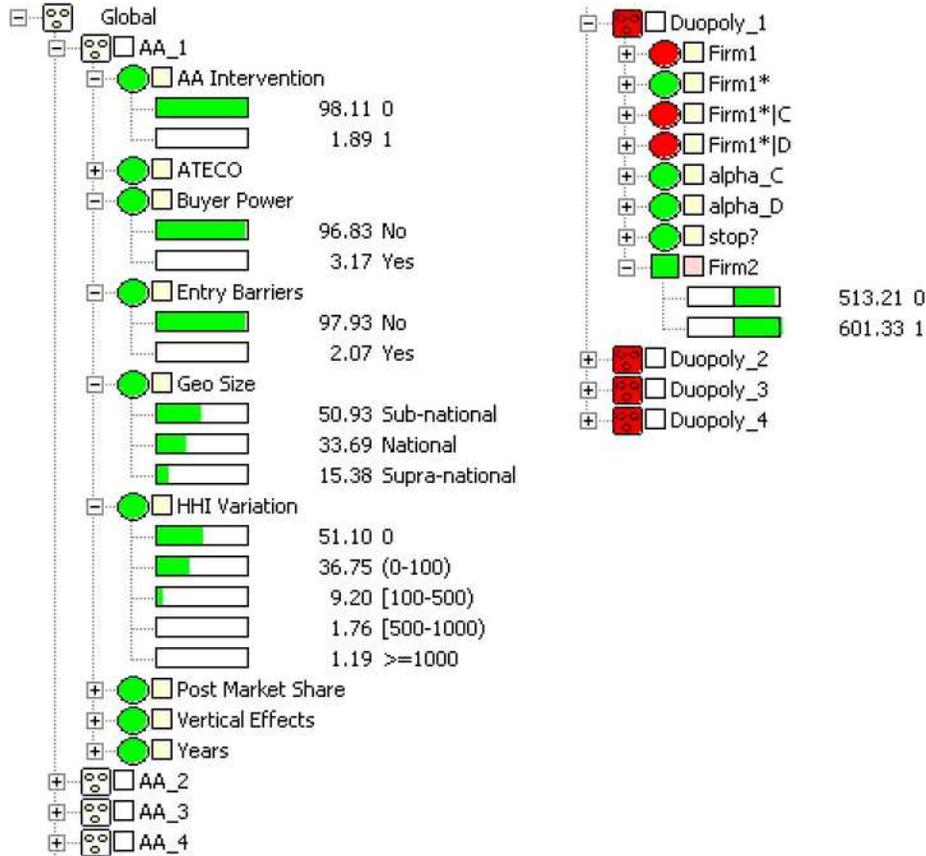 Global
AA_1
AA Intervention
98.11 0
1.89 1
ATECO
Buyer Power
96.83 No
3.17 Yes
Entry Barriers
97.93 No
2.07 Yes
Geo Size
50.93 Sub-national
33.69 National
15.38 Supra-national
HHI Variation
51.10 0
36.75 (0-100)
9.20 [100-500)
1.76 [500-1000)
1.19 >=1000
Post Market Share
Vertical Effects
Years
AA_2
AA_3
AA_4
Duopoly_1
Firm1
Firm1*
Firm1*|C
Firm1*|D
alpha_C
alpha_D
stop?
Firm2
513.21 0
601.33 1
Duopoly_2
Duopoly_3
Duopoly_4